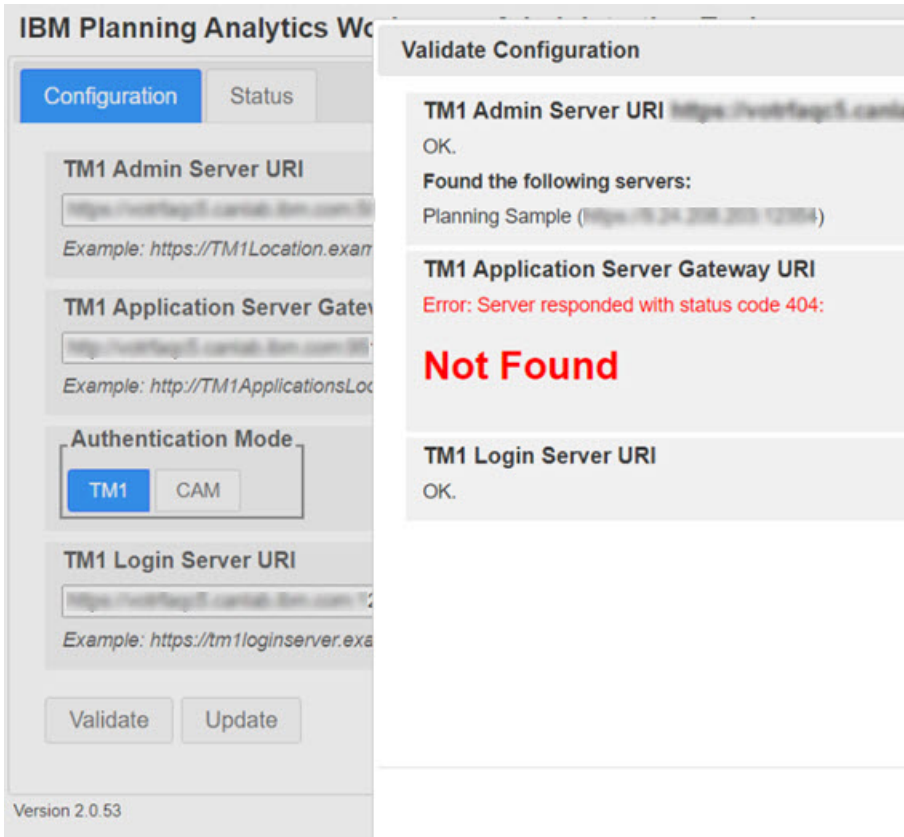 IBM Planning Analytics
Configuration
Status
TM1 Admin Server URI
Example: https://TM1Location.exam
TM1 Application Server Gatew
Example: http://TM1ApplicationsLoc
Authentication Mode
TM1
CAM
TM1 Login Server URI
Example: https://tm1loginserver.exa
Validate
Update
Version 2.0.53
Validate Configuration
TM1 Admin Server URI
OK.
Found the following servers:
Planning Sample (
)
TM1 Application Server Gateway URI
Error: Server responded with status code 404:
Not Found
TM1 Login Server URI
OK.